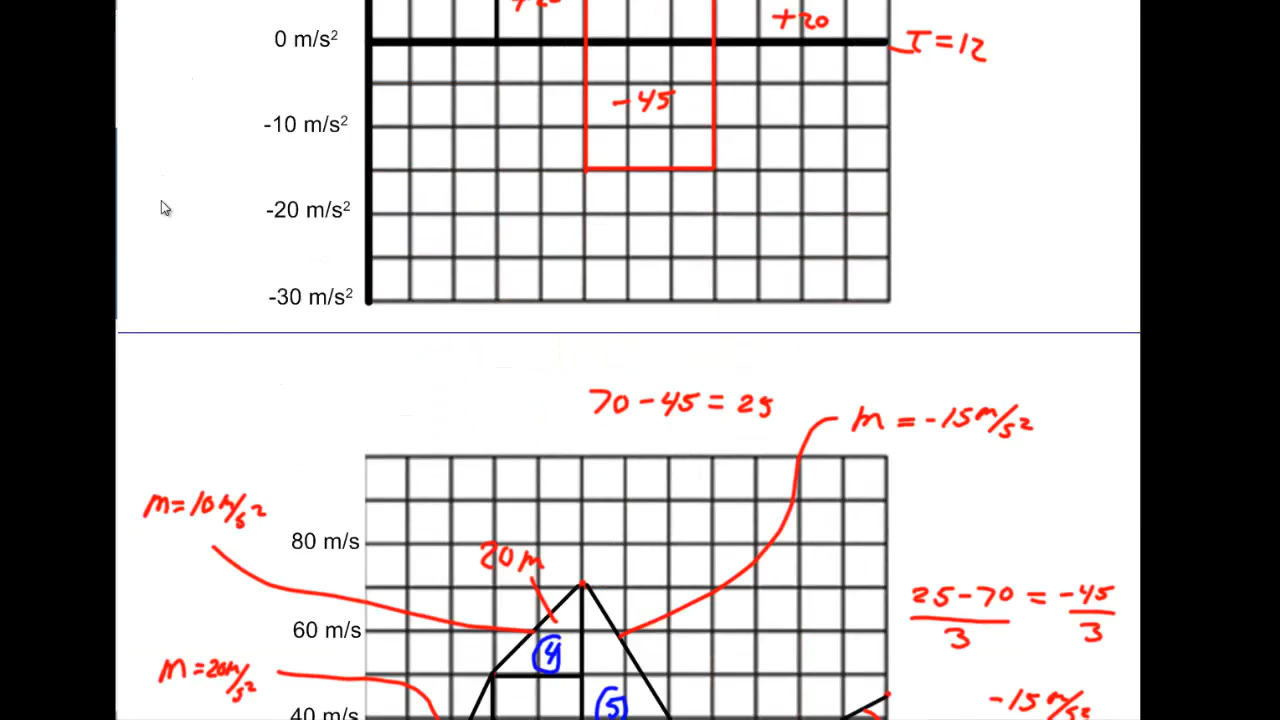 +20
+20
0 m/s²
T=12
-45
-10 m/s²
-20 m/s²
-30 m/s²
70-45=25
m = -15 m/s²
m=10 m/s²
80 m/s
20 m
25-70 = -45
3 3
60 m/s
4
m=20 m/s²
5
-15 m/s²
40 m/s